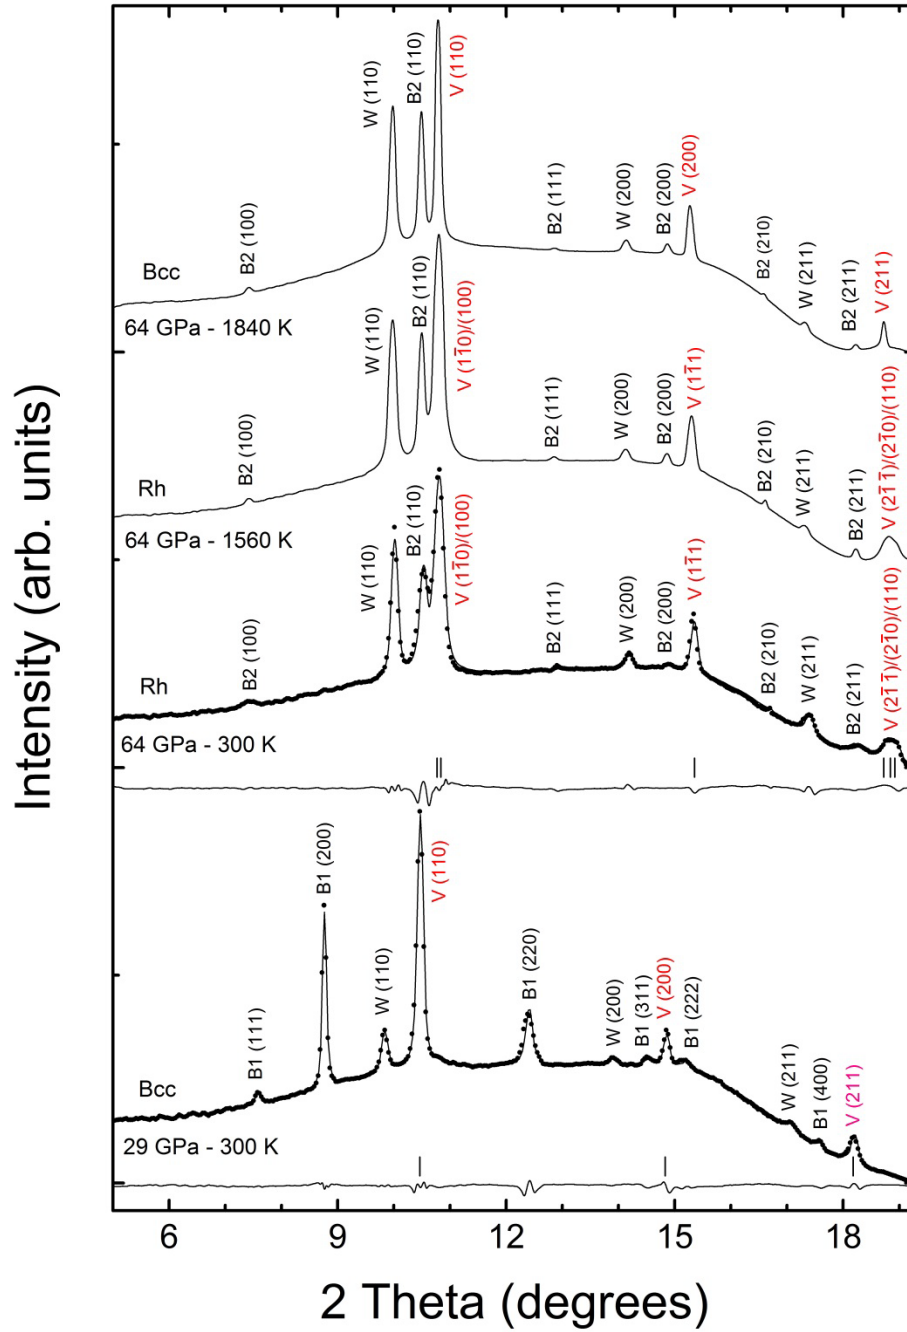 W (110)
B2 (110)
V (110)
B2 (100)
B2 (111)
W (200)
B2 (200)
V (200)
B2 (210)
W (211)
B2 (211)
V (211)
Bcc
64 GPa - 1840 K
W (110)
B2 (110)
V (11̅0)/(100)
B2 (100)
B2 (111)
W (200)
B2 (200)
V (11̅1)
B2 (210)
W (211)
B2 (211)
V (21̅1̅)/(21̅0)/(110)
Rh
64 GPa - 1560 K
W (110)
B2 (110)
V (11̅0)/(100)
B2 (100)
B2 (111)
W (200)
B2 (200)
V (11̅1)
B2 (210)
W (211)
B2 (211)
V (21̅1̅)/(21̅0)/(110)
Rh
64 GPa - 300 K
B1 (111)
B1 (200)
W (110)
V (110)
B1 (220)
W (200)
B1 (311)
V (200)
B1 (222)
W (211)
B1 (400)
V (211)
Bcc
29 GPa - 300 K
Intensity (arb. units)
6 9 12 15 18
2 Theta (degrees)